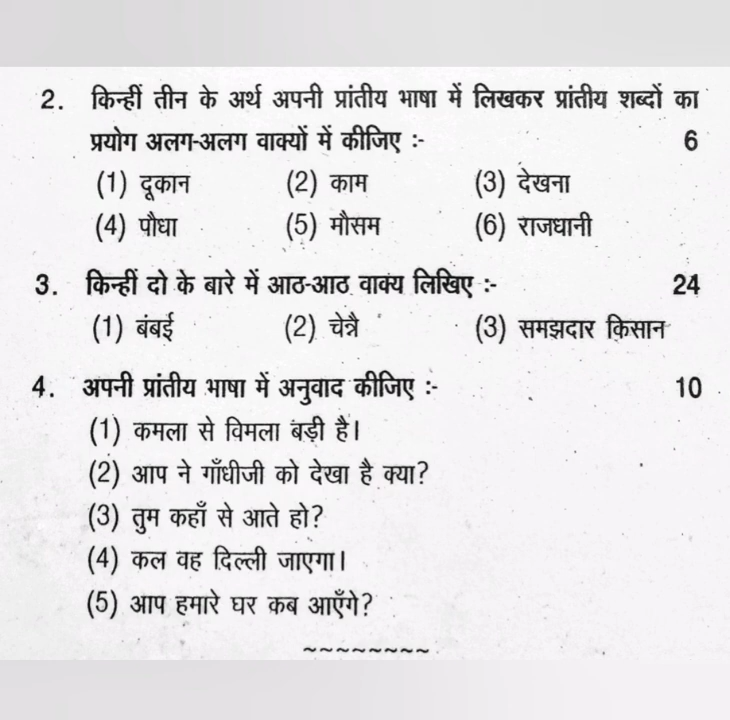 2. किन्हीं तीन के अर्थ अपनी प्रांतीय भाषा में लिखकर प्रांतीय शब्दों का
प्रयोग अलग-अलग वाक्यों में कीजिए :- 6
(1) दूकान (2) काम (3) देखना
(4) पौधा (5) मौसम (6) राजधानी
3. किन्हीं दो के बारे में आठ-आठ वाक्य लिखिए :- 24
(1) बंबई (2) चेन्नै (3) समझदार किसान
4. अपनी प्रांतीय भाषा में अनुवाद कीजिए :- 10
(1) कमला से विमला बड़ी है।
(2) आप ने गाँधीजी को देखा है क्या?
(3) तुम कहाँ से आते हो?
(4) कल वह दिल्ली जाएगा।
(5) आप हमारे घर कब आएँगे?
~~~~~~~~